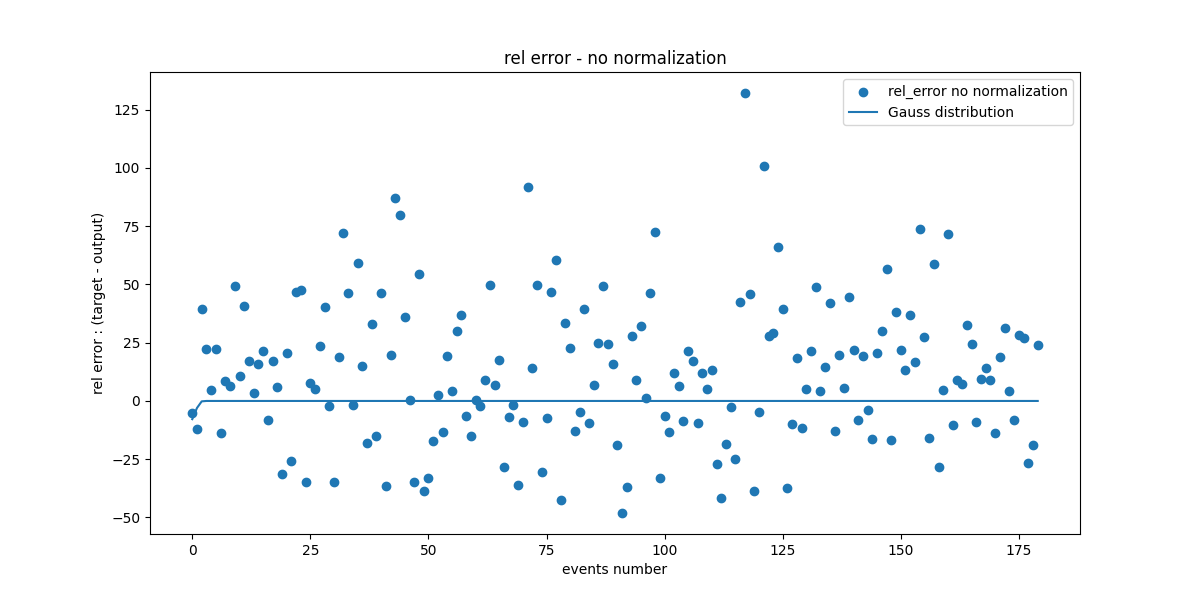 rel error - no normalization
rel_error no normalization
Gauss distribution
125
100
75
50
25
0
−25
−50
rel error : (target - output)
0 25 50 75 100 125 150 175
events number